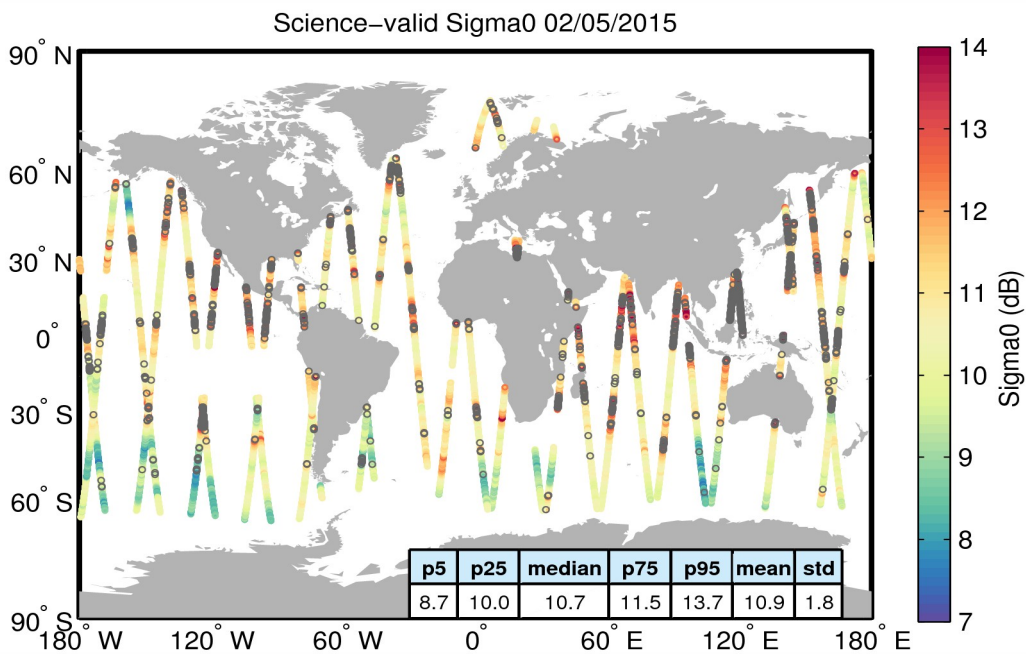 Science−valid Sigma0 02/05/2015
90° N
60° N
30° N
0°
30° S
60° S
90° S
180° W
120° W
60° W
0°
60° E
120° E
180° E
p5 p25 median p75 p95 mean std
8.7 10.0 10.7 11.5 13.7 10.9 1.8
14
13
12
11
10
9
8
7
Sigma0 (dB)